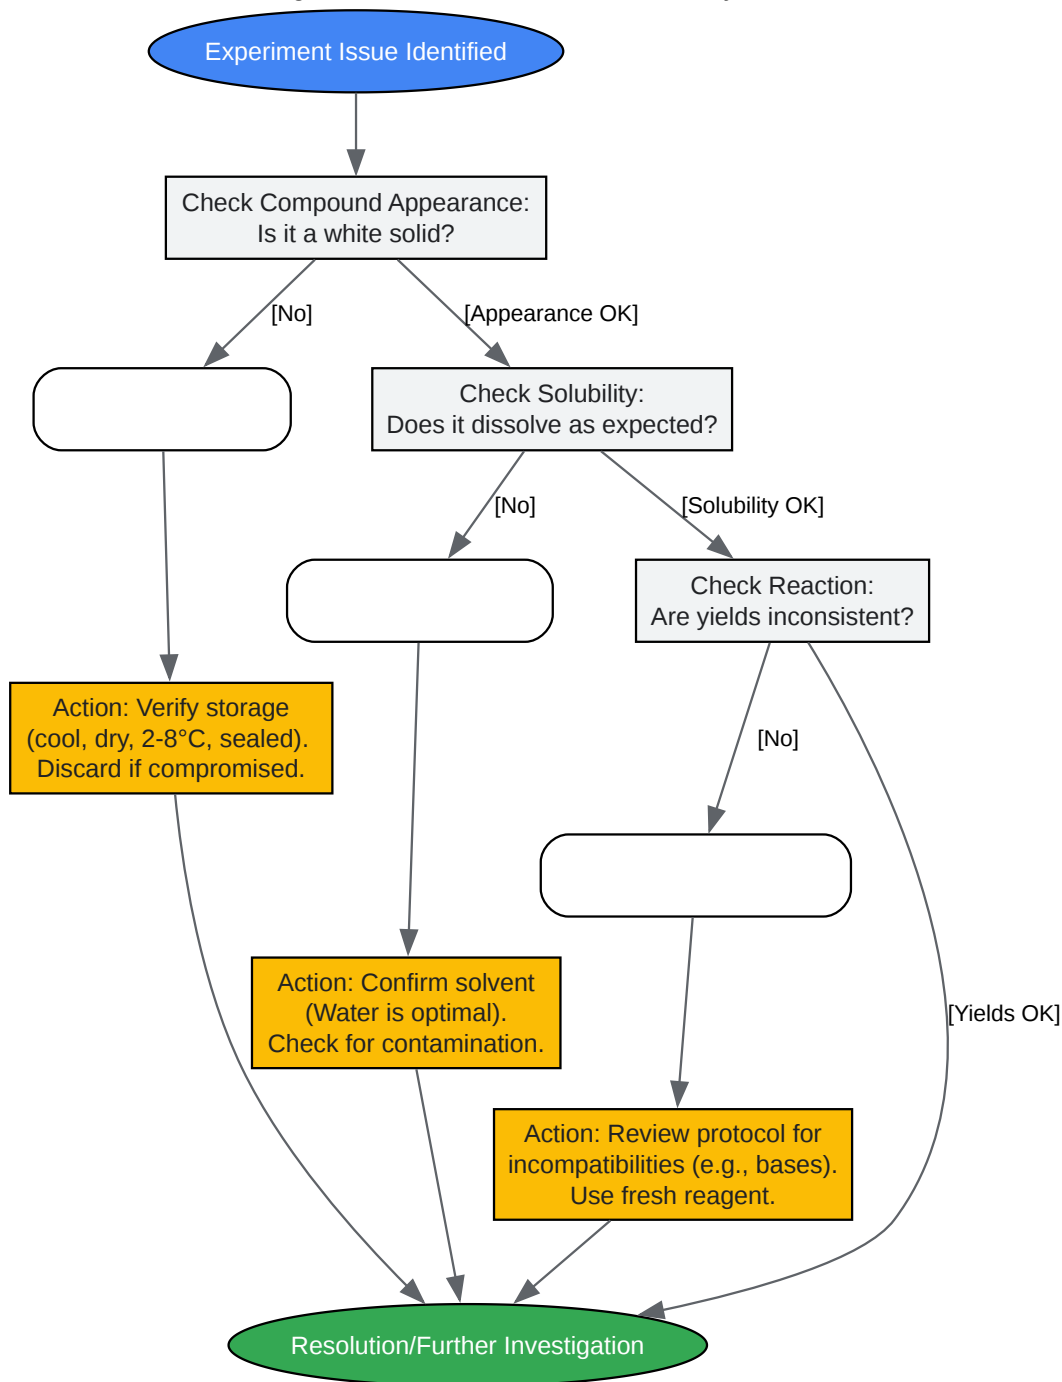 Experiment Issue Identified
Check Compound Appearance:
Is it a white solid?
[No]
[Appearance OK]
Check Solubility:
Does it dissolve as expected?
[No]
[Solubility OK]
Check Reaction:
Are yields inconsistent?
Action: Verify storage
(cool, dry, 2-8°C, sealed).
Discard if compromised.
[No]
Action: Confirm solvent
(Water is optimal).
Check for contamination.
[Yields OK]
Action: Review protocol for
incompatibilities (e.g., bases).
Use fresh reagent.
Resolution/Further Investigation